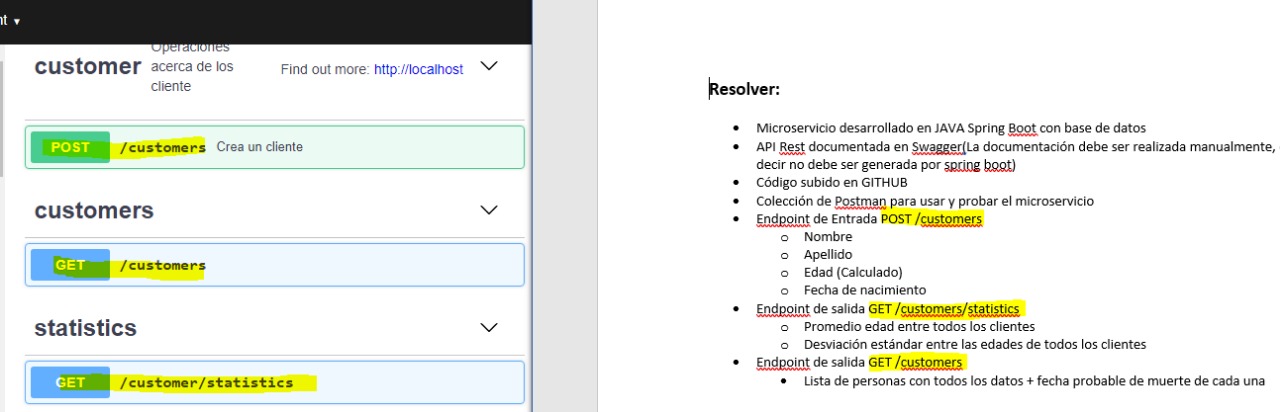 nt ▾
Operaciones
customer acerca de los
cliente
Find out more: http://localhost
POST /customers Crea un cliente
customers
GET /customers
statistics
GET /customer/statistics
Resolver:
• Microservicio desarrollado en JAVA Spring Boot con base de datos
• API Rest documentada en Swagger(La documentación debe ser realizada manualmente,
decir no debe ser generada por spring boot)
• Código subido en GITHUB
• Colección de Postman para usar y probar el microservicio
• Endpoint de Entrada POST /customers
o Nombre
o Apellido
o Edad (Calculado)
o Fecha de nacimiento
• Endpoint de salida GET /customers/statistics
o Promedio edad entre todos los clientes
o Desviación estándar entre las edades de todos los clientes
• Endpoint de salida GET /customers
• Lista de personas con todos los datos + fecha probable de muerte de cada una